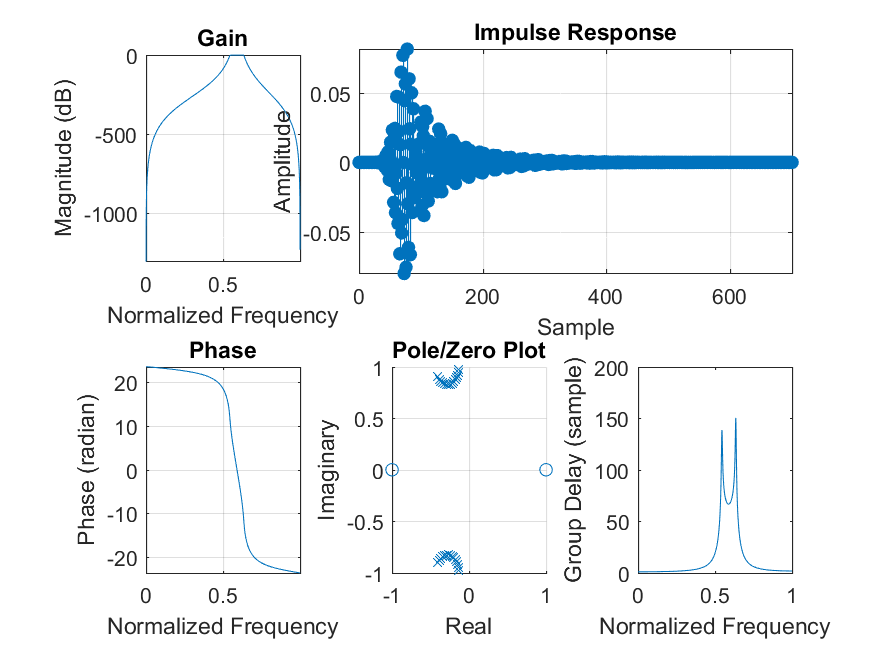 Gain
Magnitude (dB)
0
-500
-1000
0
0.5
Normalized Frequency
Impulse Response
Amplitude
0.05
0
-0.05
0
200
400
600
Sample
Phase
Phase (radian)
20
10
0
-10
-20
0
0.5
Normalized Frequency
Pole/Zero Plot
Imaginary
1
0.5
0
-0.5
-1
-1
0
1
Real
Group Delay (sample)
200
150
100
50
0
0
0.5
1
Normalized Frequency